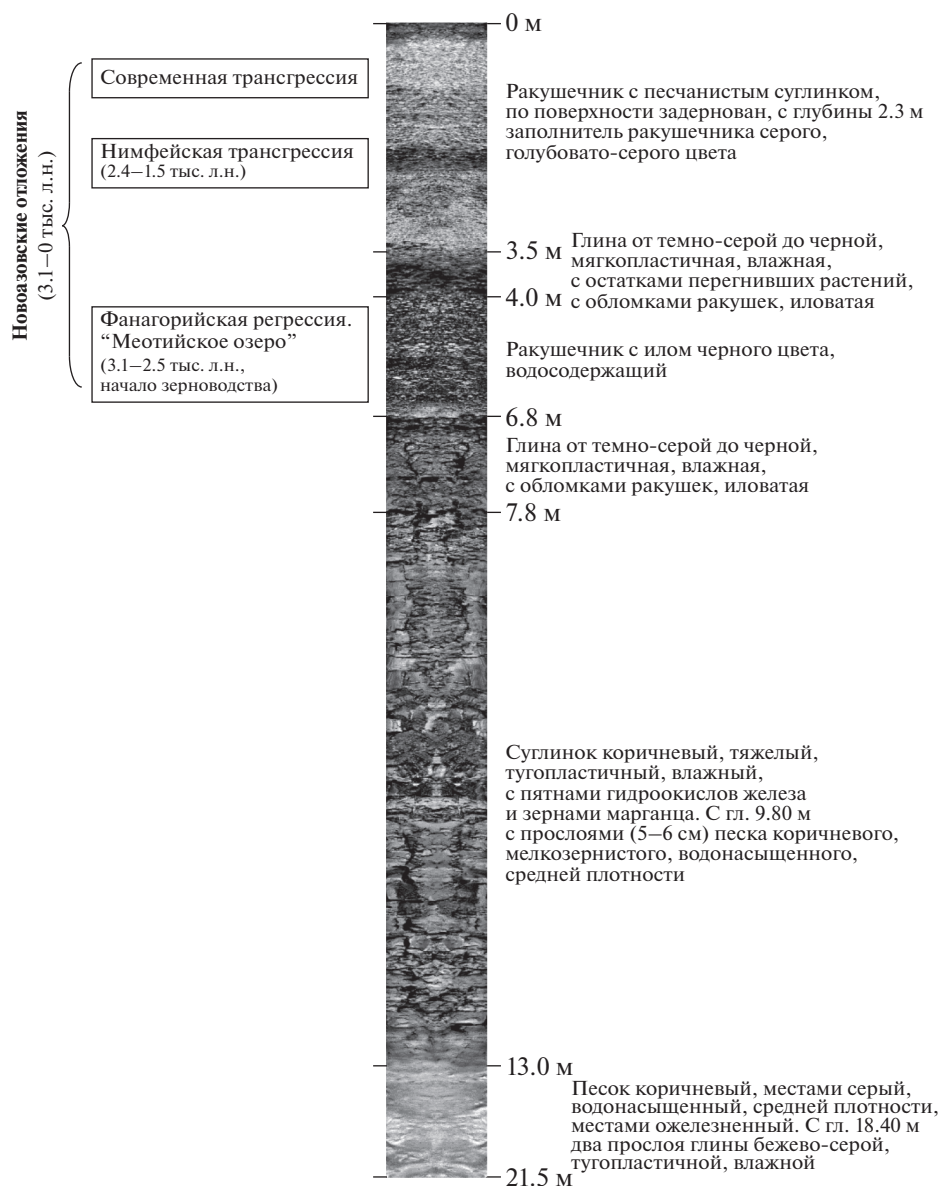 0 м
Новоазовские отложения
(3.1–0 тыс. л.н.)
Современная трансгрессия
Ракушечник с песчанистым суглинком,
по поверхности задернован, с глубины 2.3 м
заполнитель ракушечника серого,
голубовато-серого цвета
Нимфейская трансгрессия
(2.4–1.5 тыс. л.н.)
3.5 м
Глина от темно-серой до черной,
мягкопластичная, влажная,
с остатками перегнивших растений,
с обломками ракушек, иловатая
4.0 м
Фанагорийская регрессия.
“Меотийское озеро”
(3.1–2.5 тыс. л.н.,
начало зерноводства)
Ракушечник с илом черного цвета,
водосодержащий
6.8 м
Глина от темно-серой до черной,
мягкопластичная, влажная,
с обломками ракушек, иловатая
7.8 м
Суглинок коричневый, тяжелый,
тугопластичный, влажный,
с пятнами гидроокислов железа
и зернами марганца. С гл. 9.80 м
с прослоями (5–6 см) песка коричневого,
мелкозернистого, водонасыщенного,
средней плотности
13.0 м
Песок коричневый, местами серый,
водонасыщенный, средней плотности,
местами ожелезненный. С гл. 18.40 м
два прослоя глины бежево-серой,
тугопластичной, влажной
21.5 м